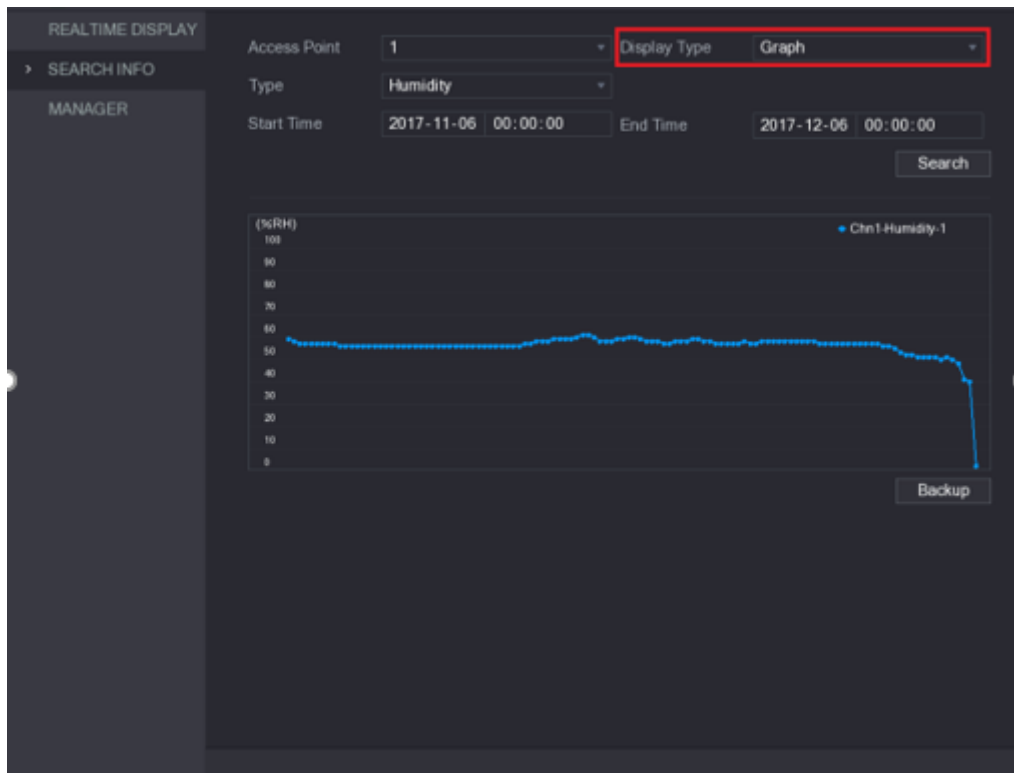 REALTIME DISPLAY
SEARCH INFO
MANAGER
Access Point 1 Display Type Graph
Type Humidity
Start Time 2017-11-06 00:00:00 End Time 2017-12-06 00:00:00
Search
(%RH)
Chn1-Humidity-1
100
90
80
70
60
50
40
30
20
10
0
Backup